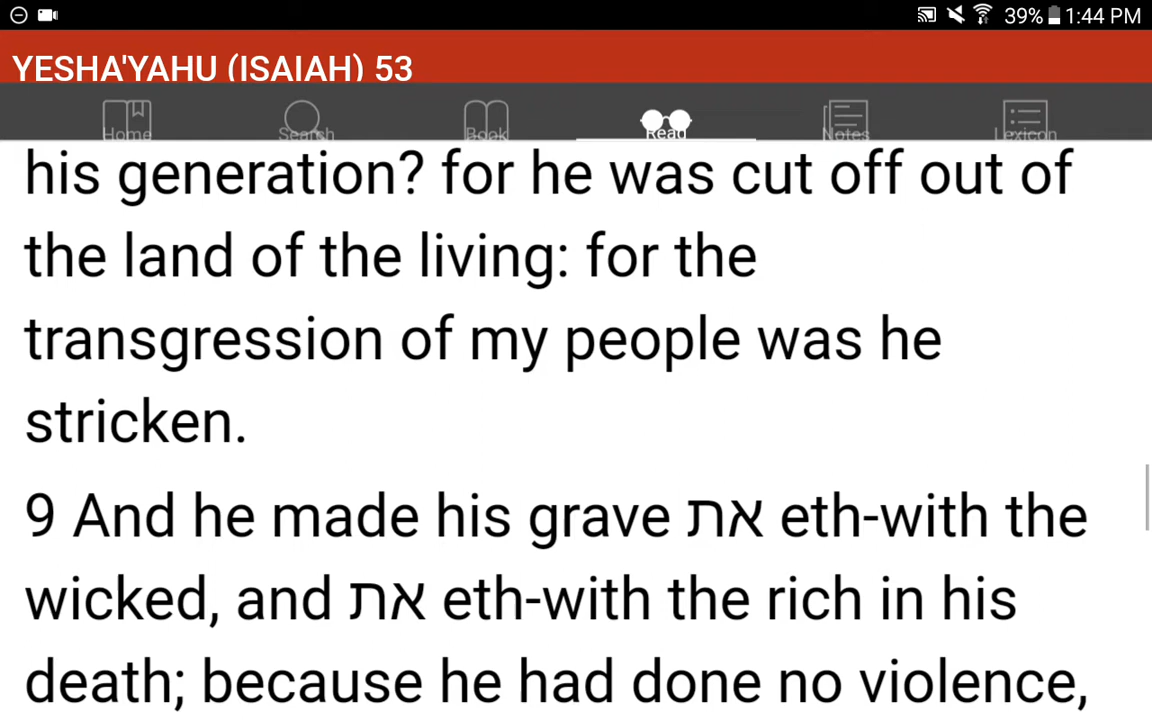 39% 1:44 PM
YESHA'YAHU (ISAIAH) 53
Home Search Book Read Notes Lexicon
his generation? for he was cut off out of
the land of the living: for the
transgression of my people was he
stricken.
9 And he made his grave את eth-with the
wicked, and את eth-with the rich in his
death; because he had done no violence,